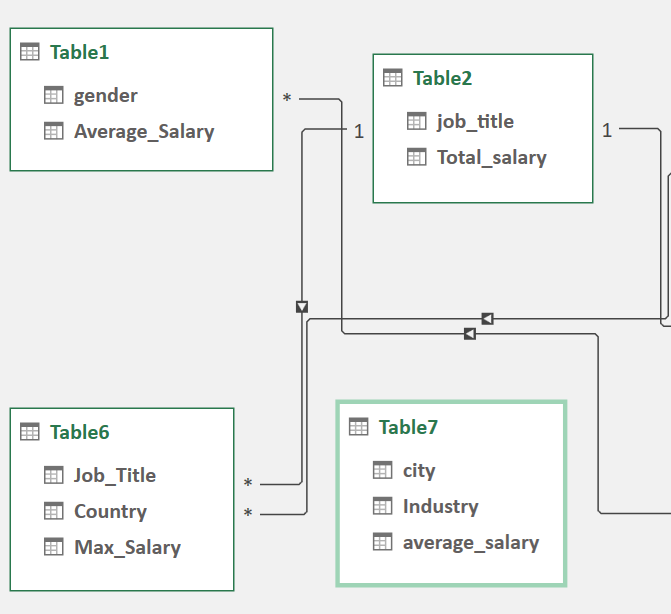 Table1
gender
Average_Salary
*
1
Table2
job_title
Total_salary
1
Table6
Job_Title
Country
Max_Salary
*
*
Table7
city
Industry
average_salary